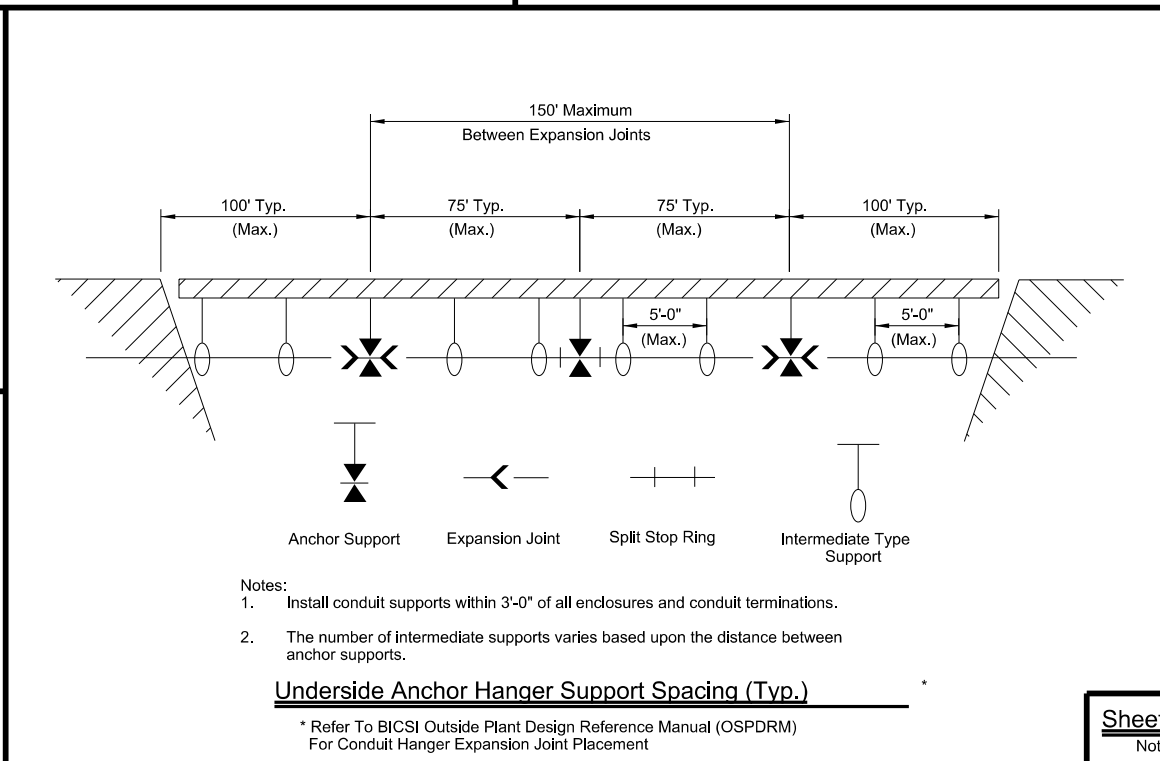 150' Maximum
Between Expansion Joints
100' Typ.
(Max.)
75' Typ.
(Max.)
75' Typ.
(Max.)
100' Typ.
(Max.)
5'-0"
(Max.)
5'-0"
(Max.)
Anchor Support
Expansion Joint
Split Stop Ring
Intermediate Type
Support
Notes:
1. Install conduit supports within 3'-0" of all enclosures and conduit terminations.
2. The number of intermediate supports varies based upon the distance between
anchor supports.
Underside Anchor Hanger Support Spacing (Typ.) *
* Refer To BICSI Outside Plant Design Reference Manual (OSPDRM)
For Conduit Hanger Expansion Joint Placement